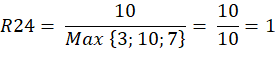 R24 = 10 / Max {3; 10; 7} = 10 / 10 = 1